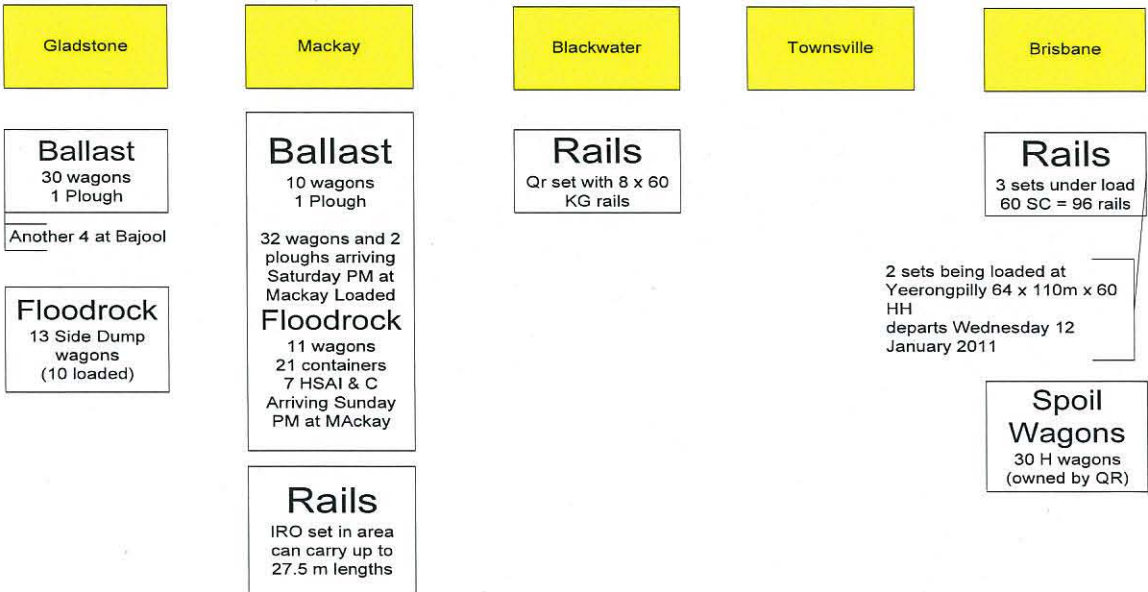 Gladstone
Mackay
Blackwater
Townsville
Brisbane
Ballast
30 wagons
1 Plough
Another 4 at Bajool
Floodrock
13 Side Dump
wagons
(10 loaded)
Ballast
10 wagons
1 Plough
32 wagons and 2
ploughs arriving
Saturday PM at
Mackay Loaded
Floodrock
11 wagons
21 containers
7 HSAI & C
Arriving Sunday
PM at MAckay
Rails
IRO set in area
can carry up to
27.5 m lengths
Rails
Qr set with 8 x 60
KG rails
Rails
3 sets under load
60 SC = 96 rails
2 sets being loaded at
Yeerongpilly 64 x 110m x 60
HH
departs Wednesday 12
January 2011
Spoil
Wagons
30 H wagons
(owned by QR)